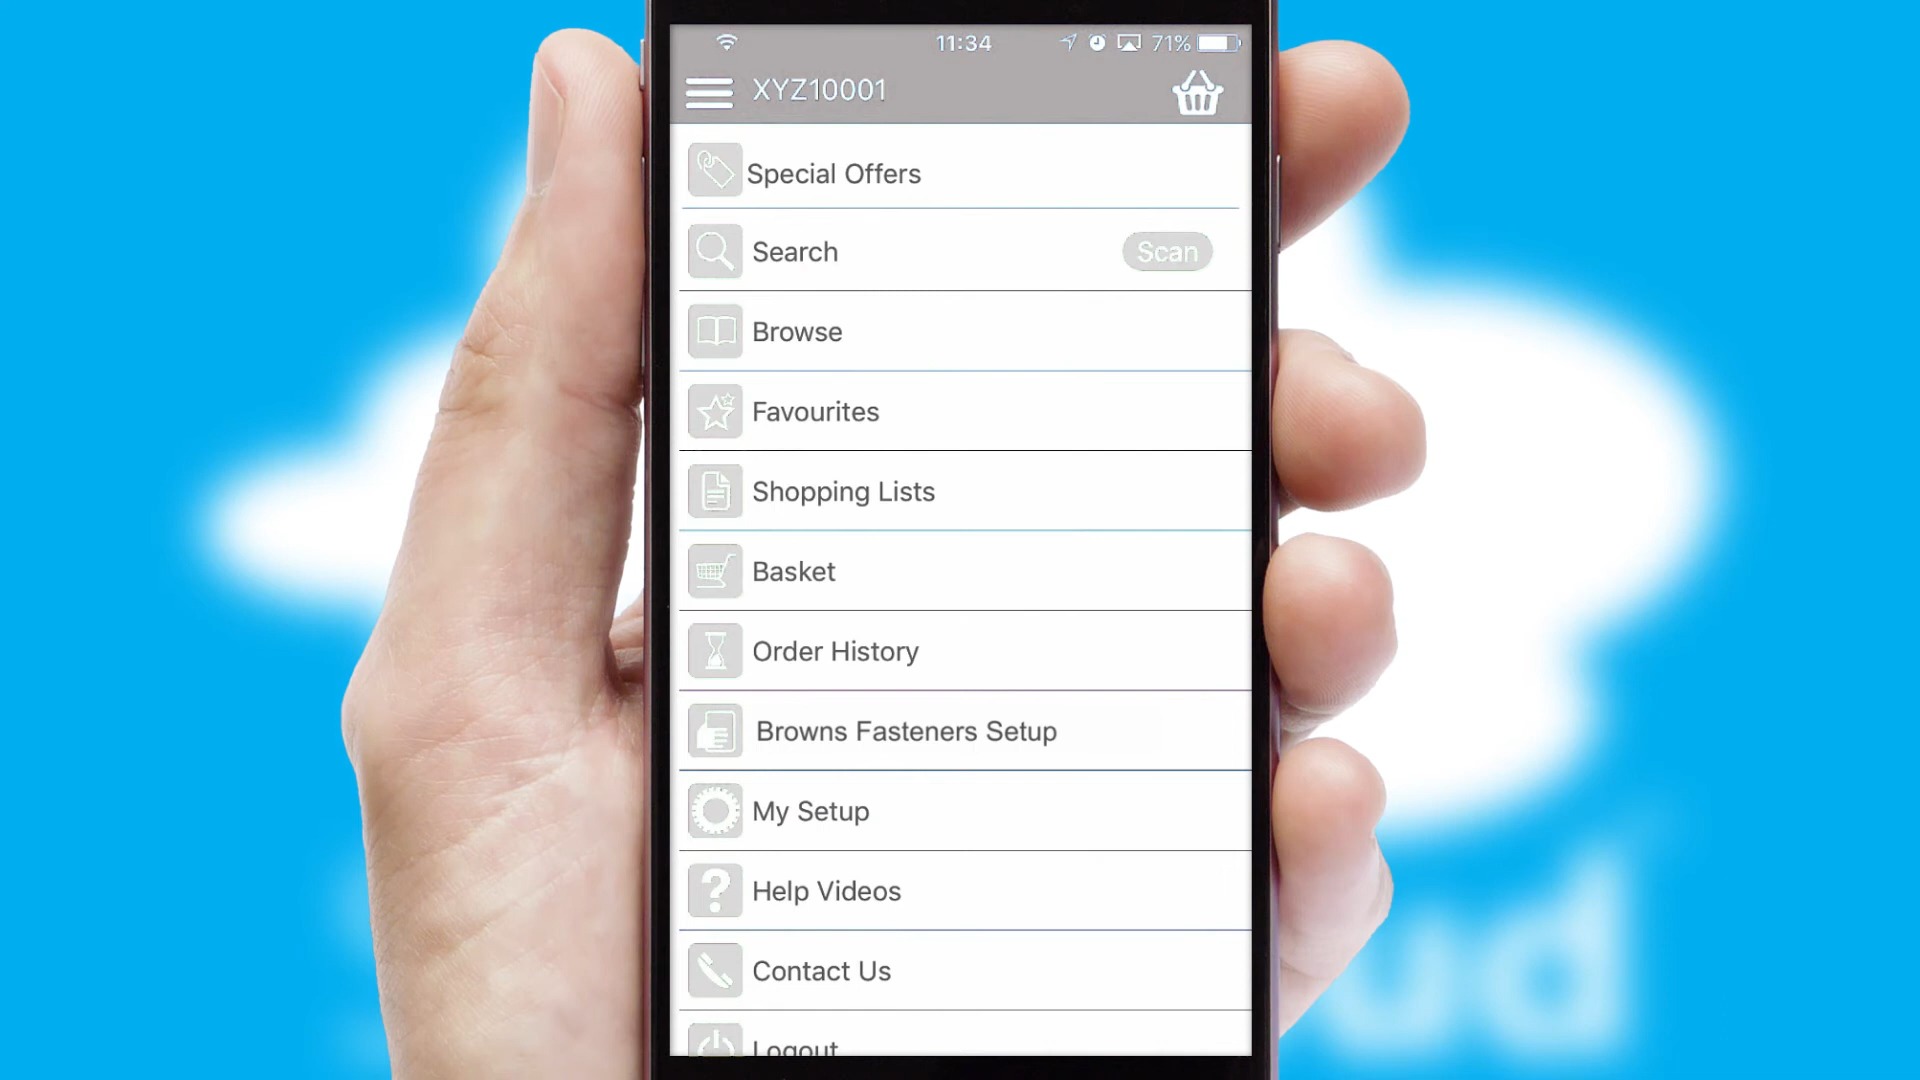 11:34
71%
XYZ10001
Special Offers
Search
Scan
Browse
Favourites
Shopping Lists
Basket
Order History
Browns Fasteners Setup
My Setup
Help Videos
Contact Us
Logout